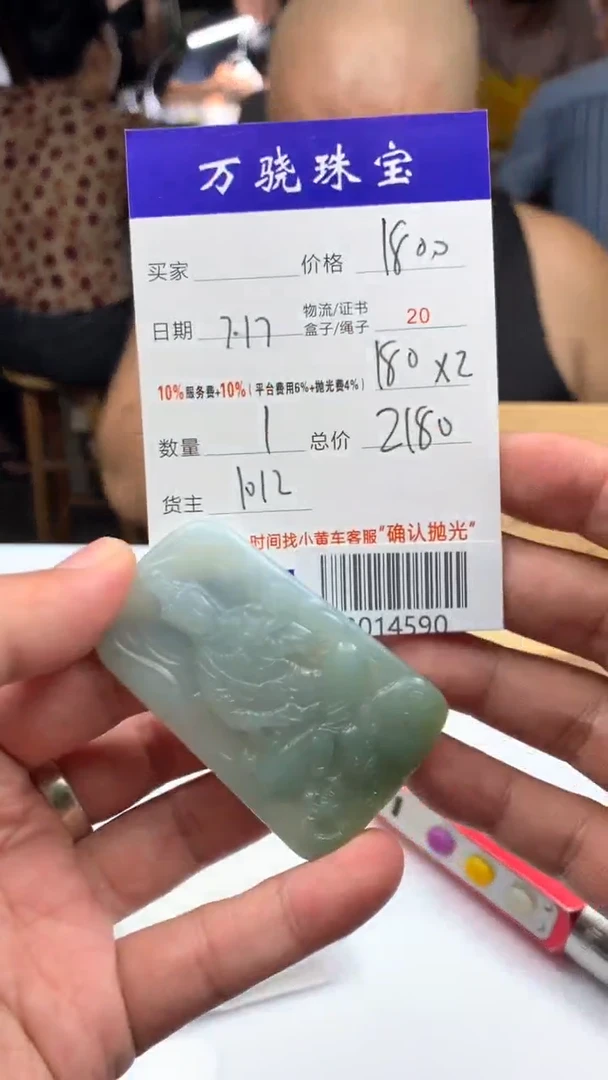 万骁珠宝
买家 价格 1800
日期 7.17 物流/证书 盒子/绳子 20
10%服务费+10%(平台费用6%+抛光费4%) 180 x2
数量 1 总价 2180
货主 1012
时间找小黄车客服"确认抛光"
014590